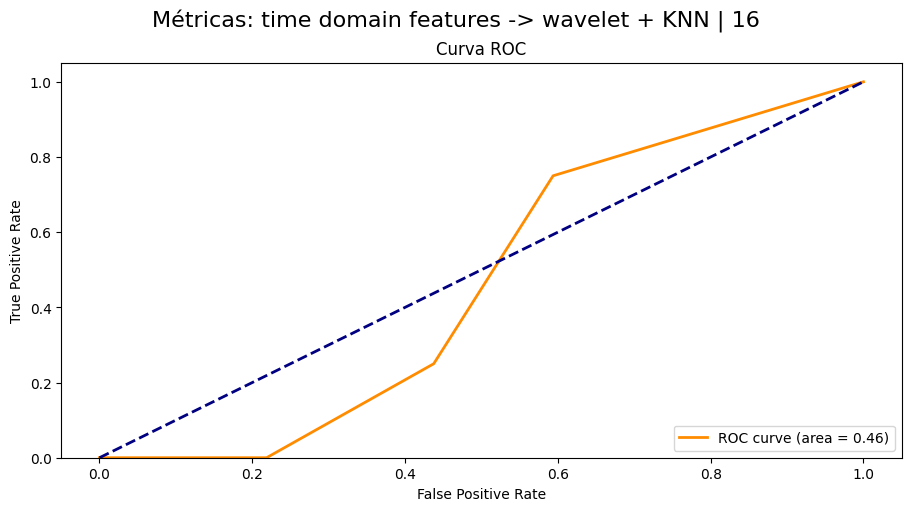 Métricas: time domain features -> wavelet + KNN | 16
Curva ROC
True Positive Rate
1.0
0.8
0.6
0.4
0.2
0.0
0.0 0.2 0.4 0.6 0.8 1.0
False Positive Rate
ROC curve (area = 0.46)